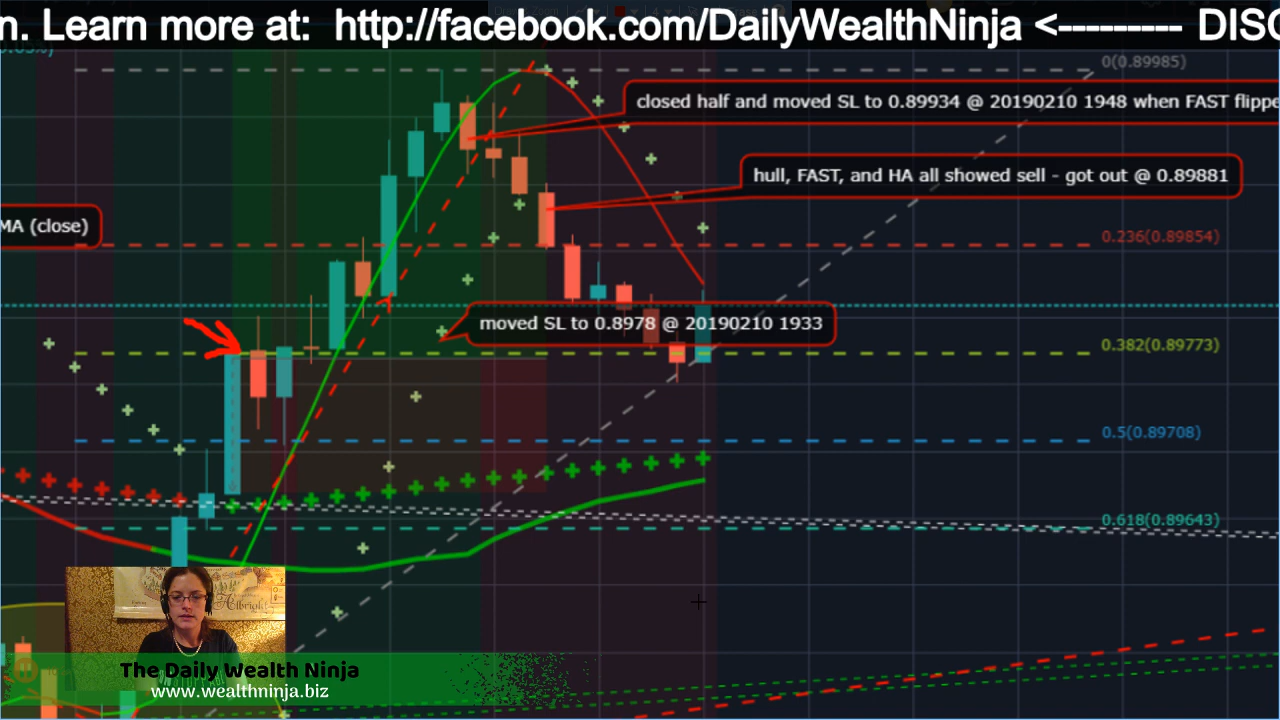 n. Learn more at: http://facebook.com/DailyWealthNinja <--------- DISC
0(0.89985)
closed half and moved SL to 0.89934 @ 20190210 1948 when FAST flippe
hull, FAST, and HA all showed sell - got out @ 0.89881
MA (close)
0.236(0.89854)
moved SL to 0.8978 @ 20190210 1933
0.382(0.89773)
0.5(0.89708)
0.618(0.89643)
Albright
The Daily Wealth Ninja
www.wealthninja.biz